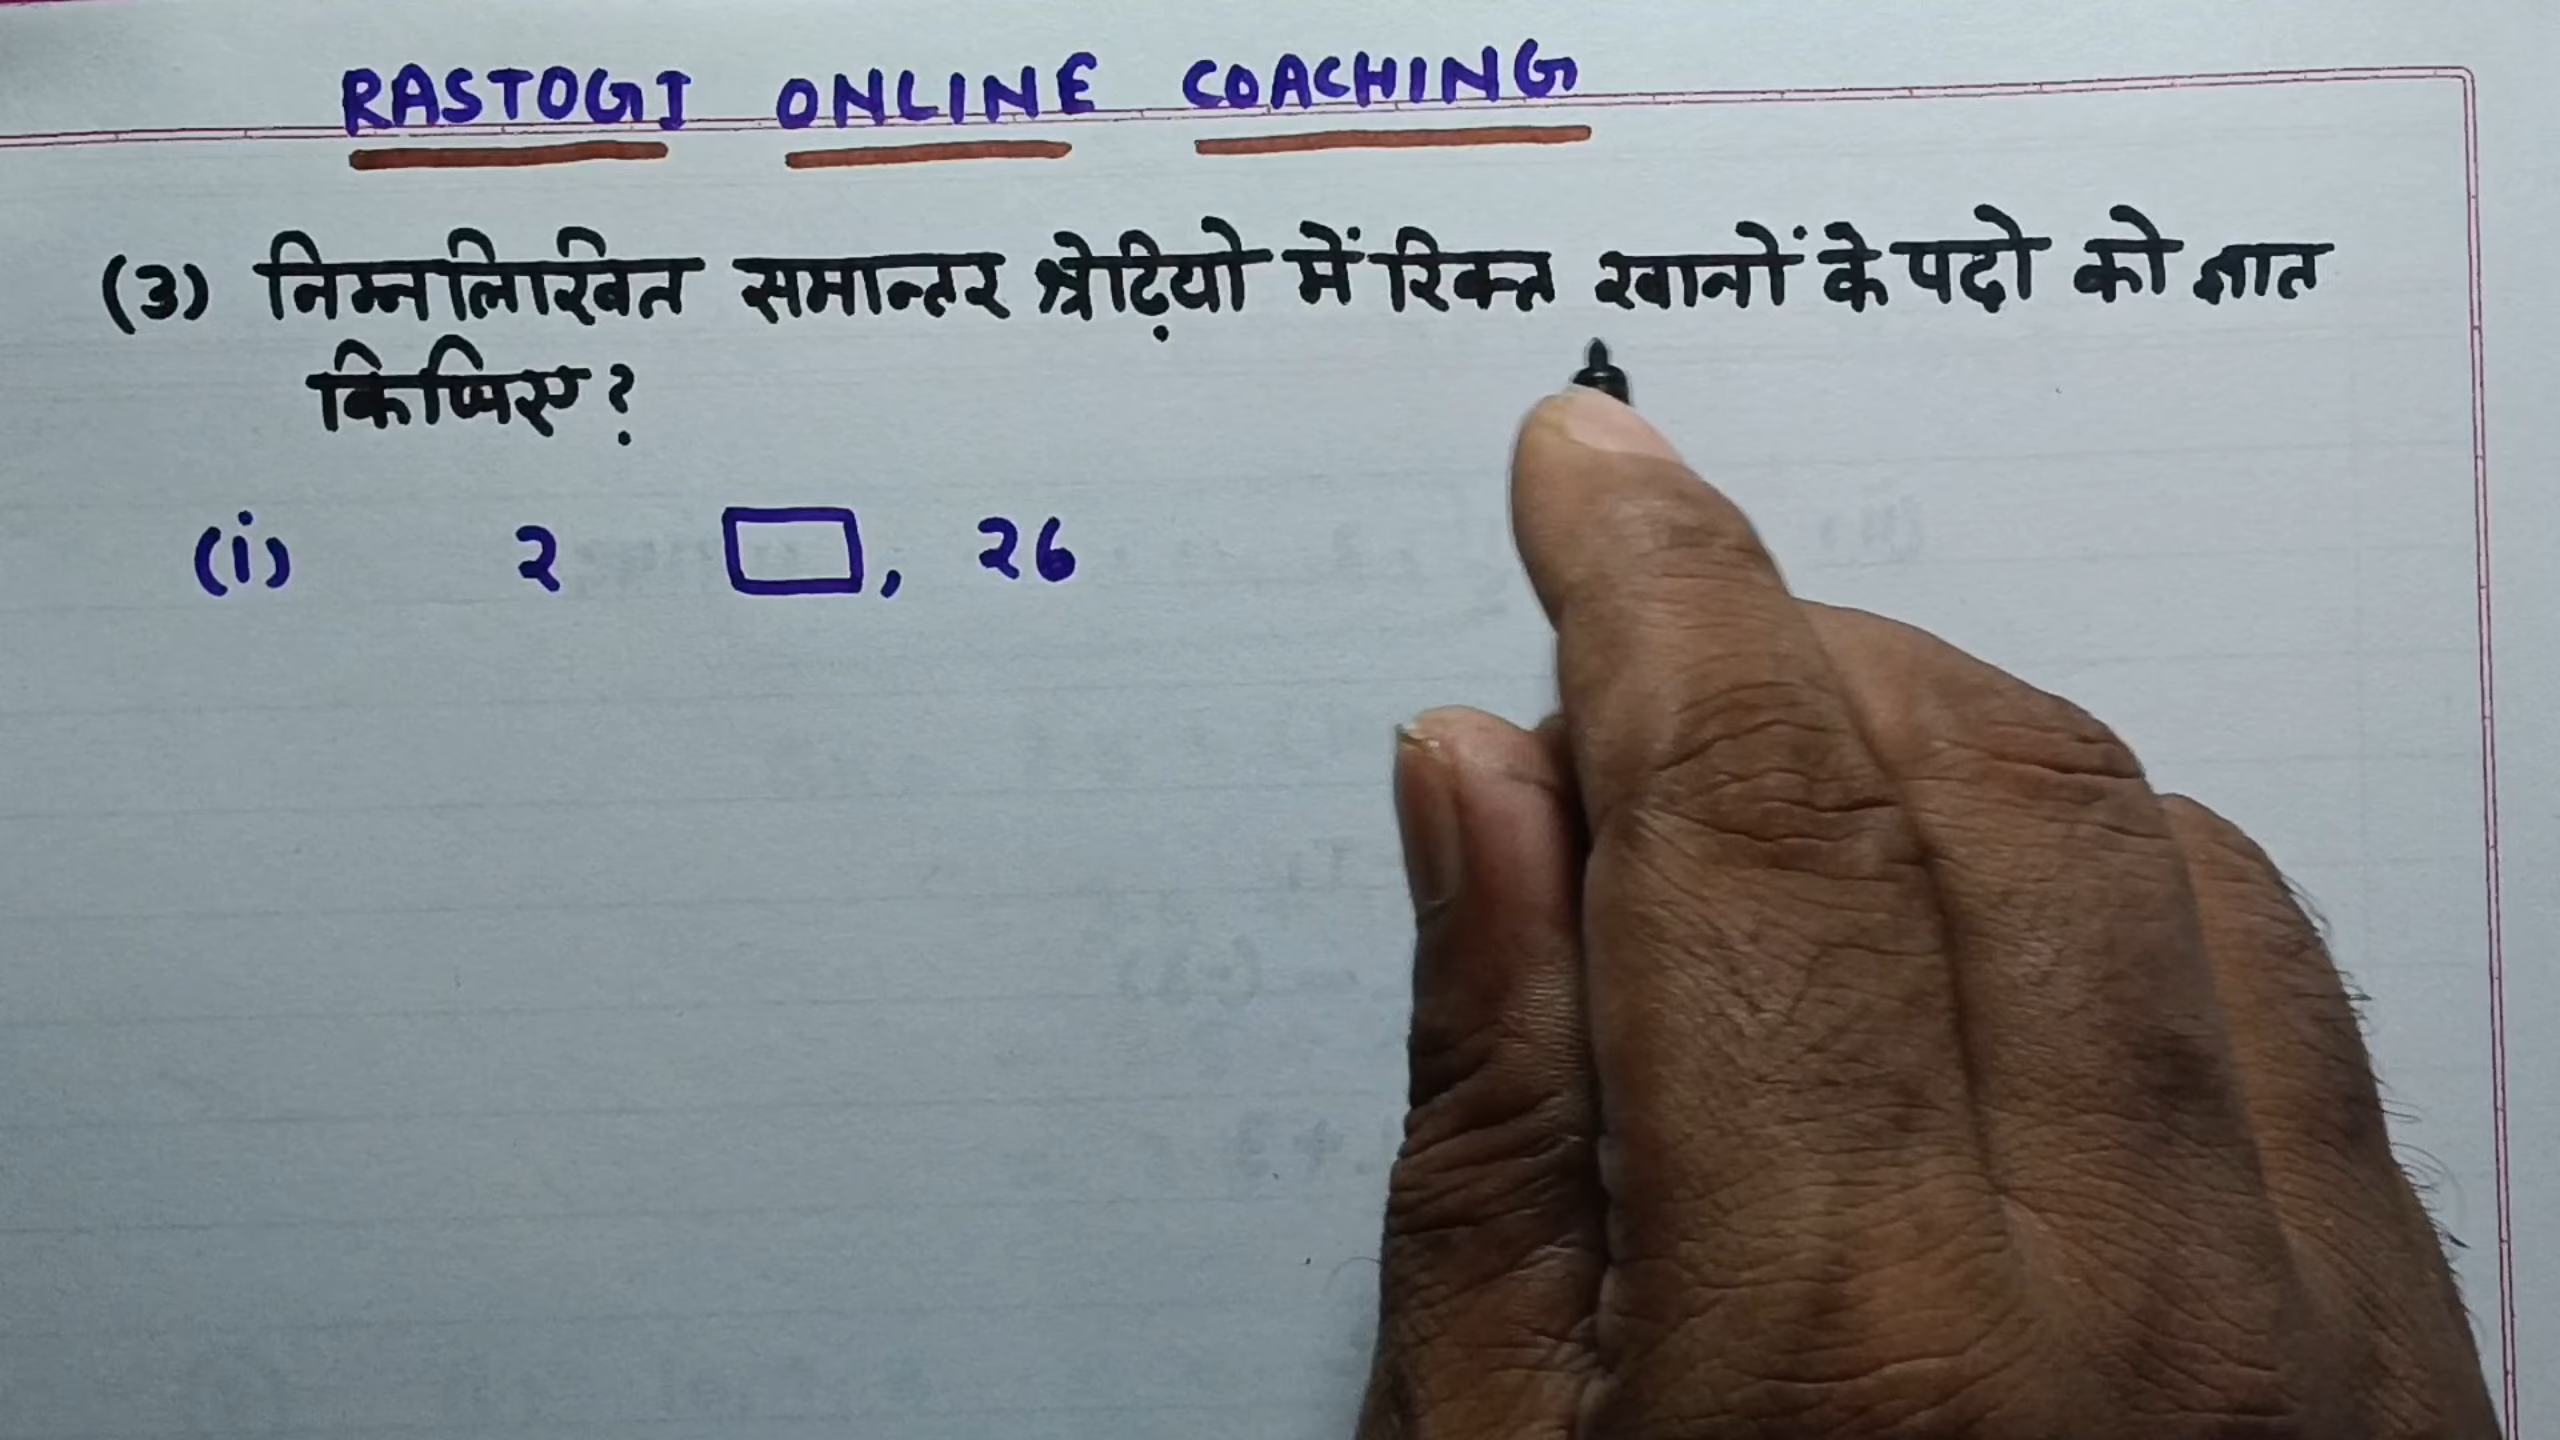 RASTOGI ONLINE COACHING
(3) निम्नलिखित समान्तर श्रेढ़ियो में रिक्त खानों के पदो को ज्ञात
किजिए?
(i) 2 , 26